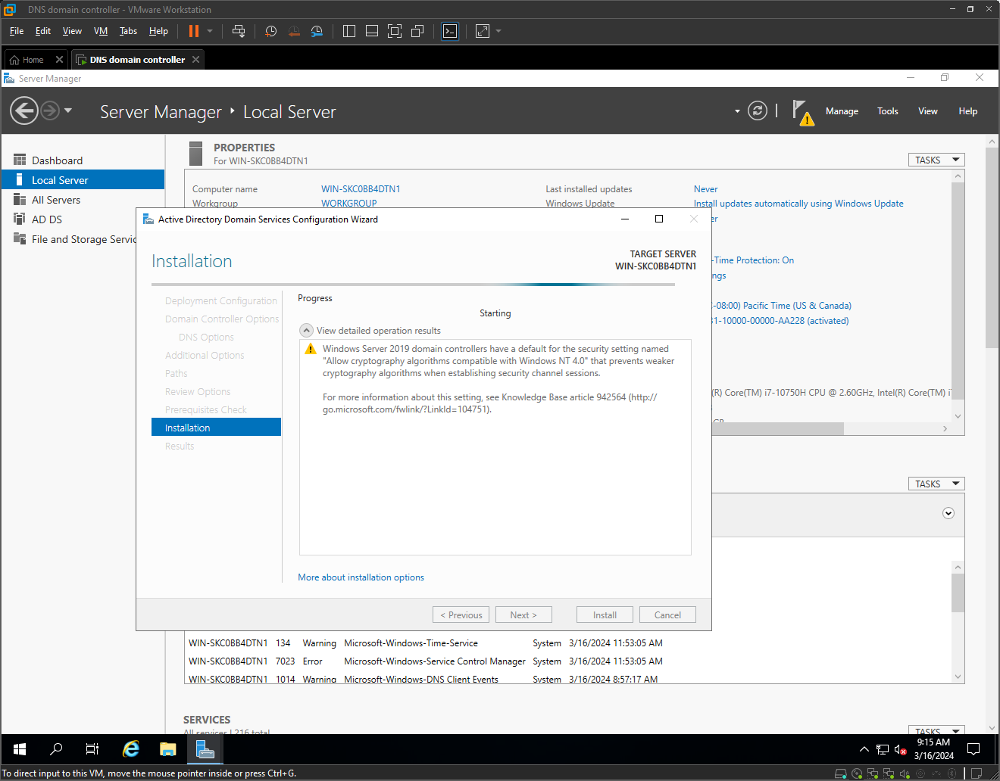 DNS domain controller - VMware Workstation
File Edit View VM Tabs Help
Home DNS domain controller
Server Manager
Server Manager Local Server
Manage Tools View Help
Dashboard
Local Server
All Servers
AD DS
File and Storage Servic
PROPERTIES
For WIN-SKC0BB4DTN1
TASKS
Computer name WIN-SKC0BB4DTN1 Last installed updates Never
Workgroup WORKGROUP Windows Update Install updates automatically using Windows Update
er
-Time Protection: On
ngs
C-08:00) Pacific Time (US & Canada)
31-10000-00000-AA228 (activated)
(R) Core(TM) i7-10750H CPU @ 2.60GHz, Intel(R) Core(TM) i7
GB
Active Directory Domain Services Configuration Wizard
Installation
TARGET SERVER
WIN-SKC0BB4DTN1
Deployment Configuration
Domain Controller Options
DNS Options
Additional Options
Paths
Review Options
Prerequisites Check
Installation
Results
Progress
Starting
View detailed operation results
Windows Server 2019 domain controllers have a default for the security setting named
"Allow cryptography algorithms compatible with Windows NT 4.0" that prevents weaker
cryptography algorithms when establishing security channel sessions.
For more information about this setting, see Knowledge Base article 942564 (http://
go.microsoft.com/fwlink/?LinkId=104751).
More about installation options
< Previous Next > Install Cancel
TASKS
WIN-SKC0BB4DTN1 134 Warning Microsoft-Windows-Time-Service System 3/16/2024 11:53:05 AM
WIN-SKC0BB4DTN1 7023 Error Microsoft-Windows-Service Control Manager System 3/16/2024 11:53:05 AM
WIN-SKC0BB4DTN1 1014 Warning Microsoft-Windows-DNS Client Events System 3/16/2024 8:57:17 AM
SERVICES
All services | 216 total
TASKS
9:15 AM
3/16/2024
To direct input to this VM, move the mouse pointer inside or press Ctrl+G.